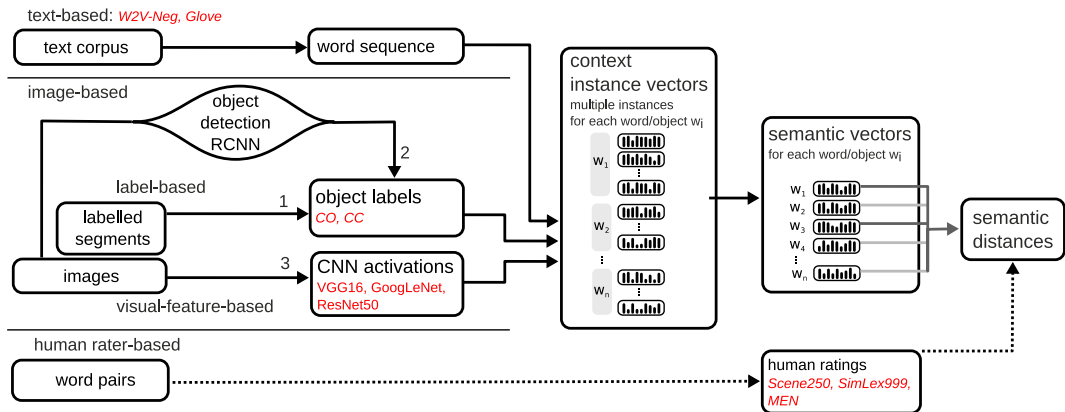 text-based: W2V-Neg, Glove
text corpus
word sequence
image-based
object
detection
RCNN
2
label-based
1
labelled
segments
object labels
CO, CC
images
3
CNN activations
VGG16, GoogLeNet,
ResNet50
visual-feature-based
human rater-based
word pairs
context
instance vectors
multiple instances
for each word/object wi
w1
w2
wn
semantic vectors
for each word/object wi
w1
w2
w3
w4
wn
semantic
distances
human ratings
Scene250, SimLex999,
MEN